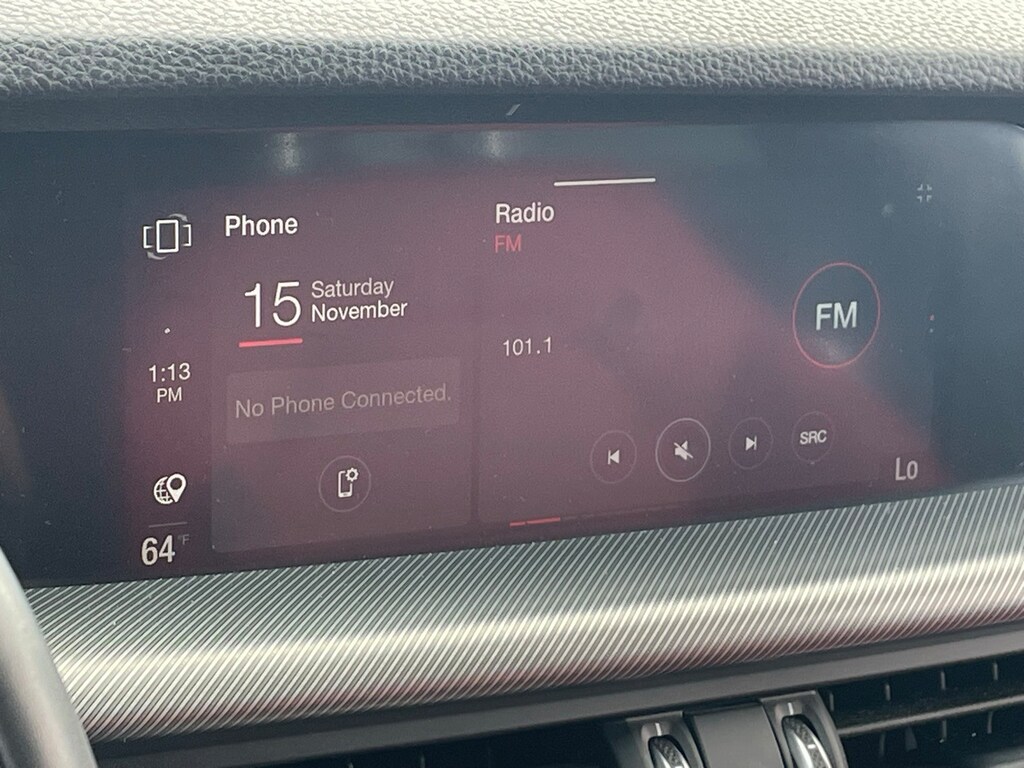 Phone
15
Saturday
November
No Phone Connected.
1:13
PM
64°F
Radio
FM
101.1
FM
SRC
Lo